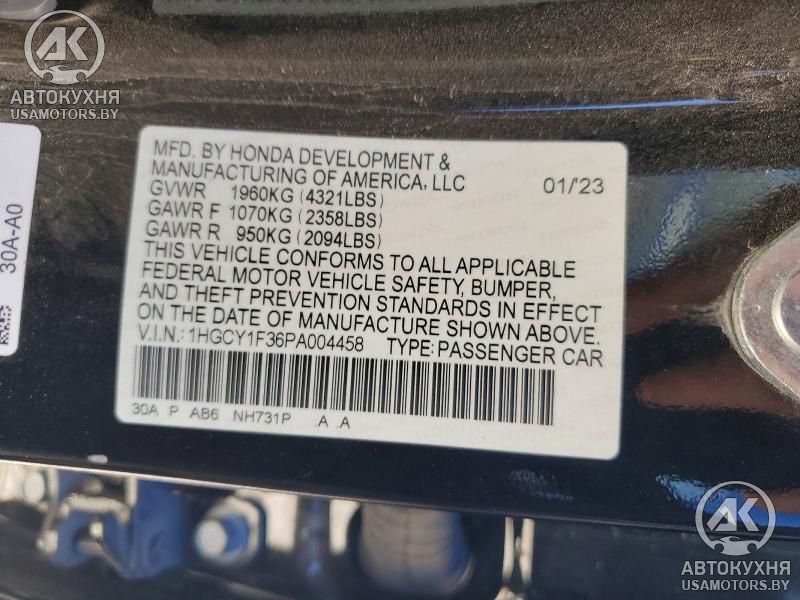 AK
АВТОКУХНЯ
USAMOTORS.BY
30A-A0
MFD. BY HONDA DEVELOPMENT &
MANUFACTURING OF AMERICA, LLC 01/'23
GVWR 1960KG (4321LBS)
GAWR F 1070KG (2358LBS)
GAWR R 950KG (2094LBS)
THIS VEHICLE CONFORMS TO ALL APPLICABLE
FEDERAL MOTOR VEHICLE SAFETY, BUMPER,
AND THEFT PREVENTION STANDARDS IN EFFECT
ON THE DATE OF MANUFACTURE SHOWN ABOVE.
V.I.N.: 1HGCY1F36PA004458 TYPE: PASSENGER CAR
30A P AB6 NH731P .A .A
AK
АВТОКУХНЯ
USAMOTORS.BY